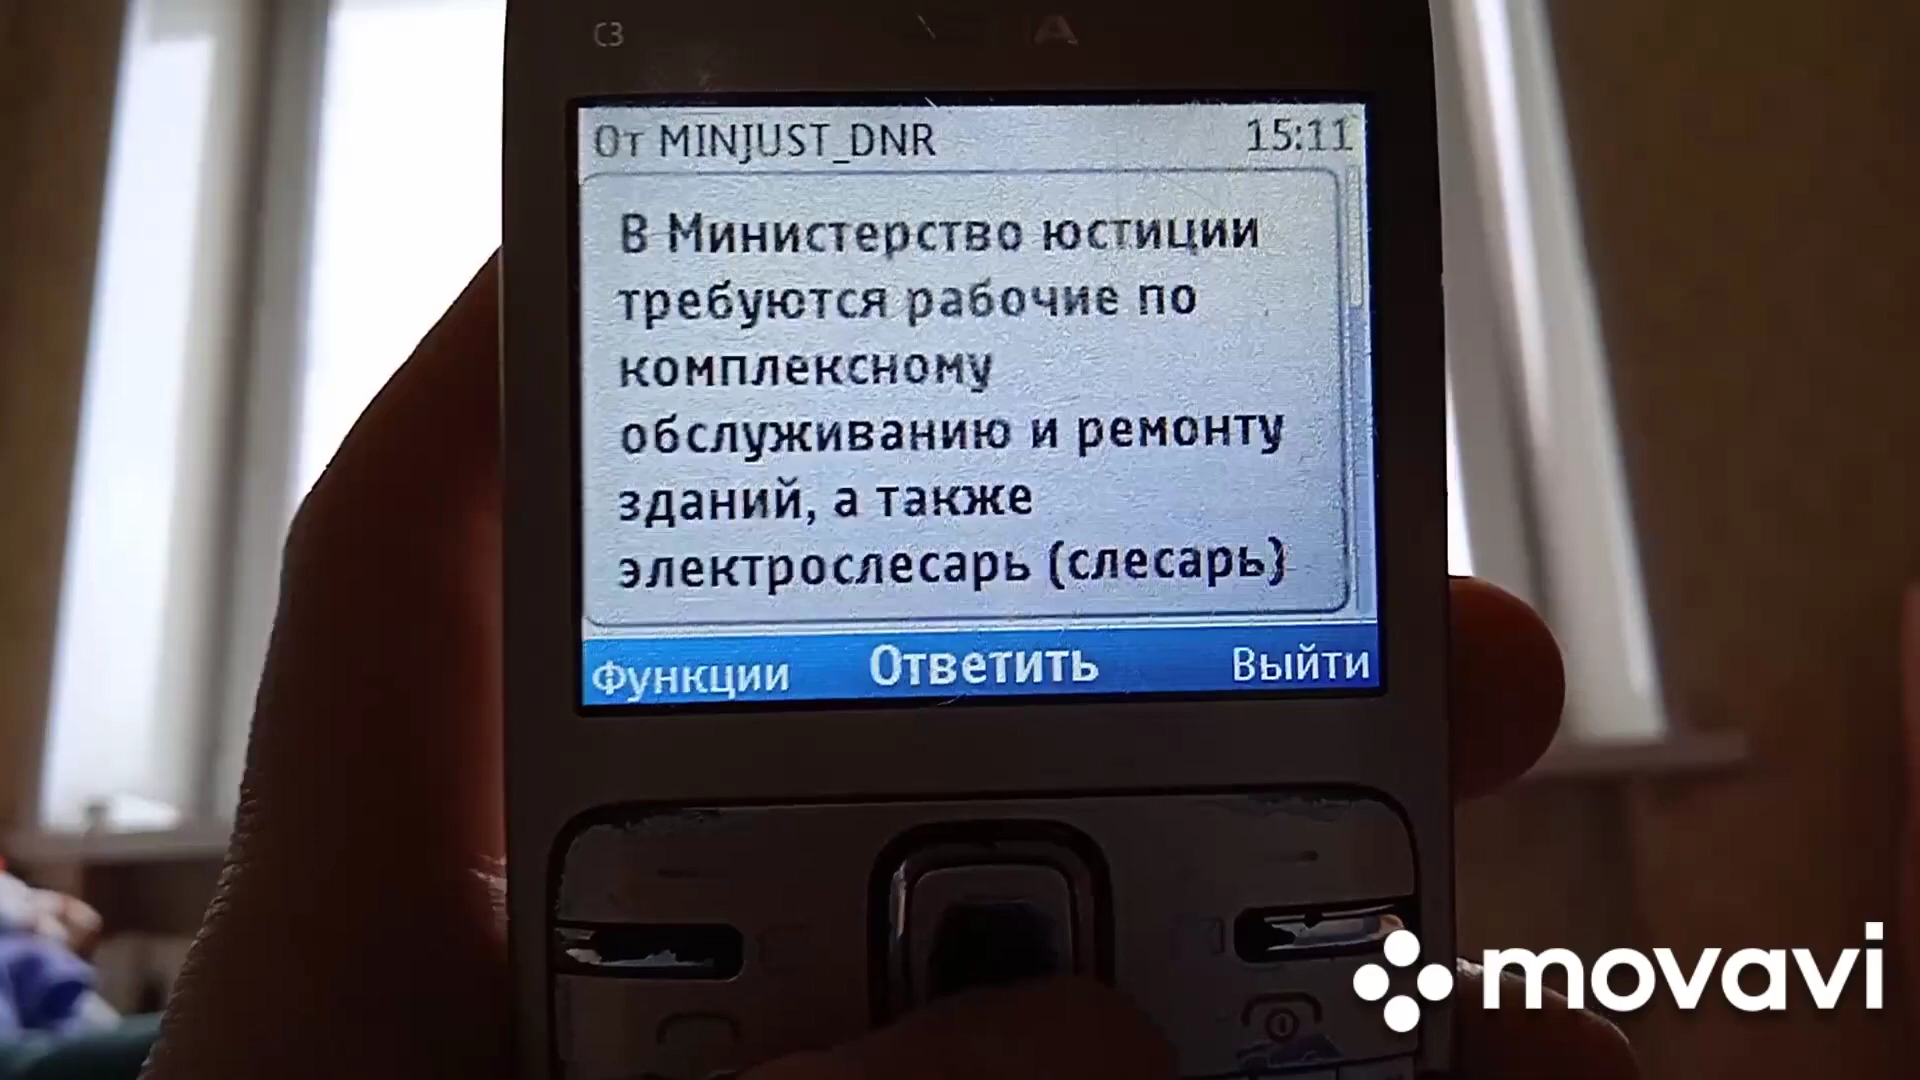 C3
От MINJUST_DNR 15:11
В Министерство юстиции
требуются рабочие по
комплексному
обслуживанию и ремонту
зданий, а также
электрослесарь (слесарь)
Функции Ответить Выйти
movavi